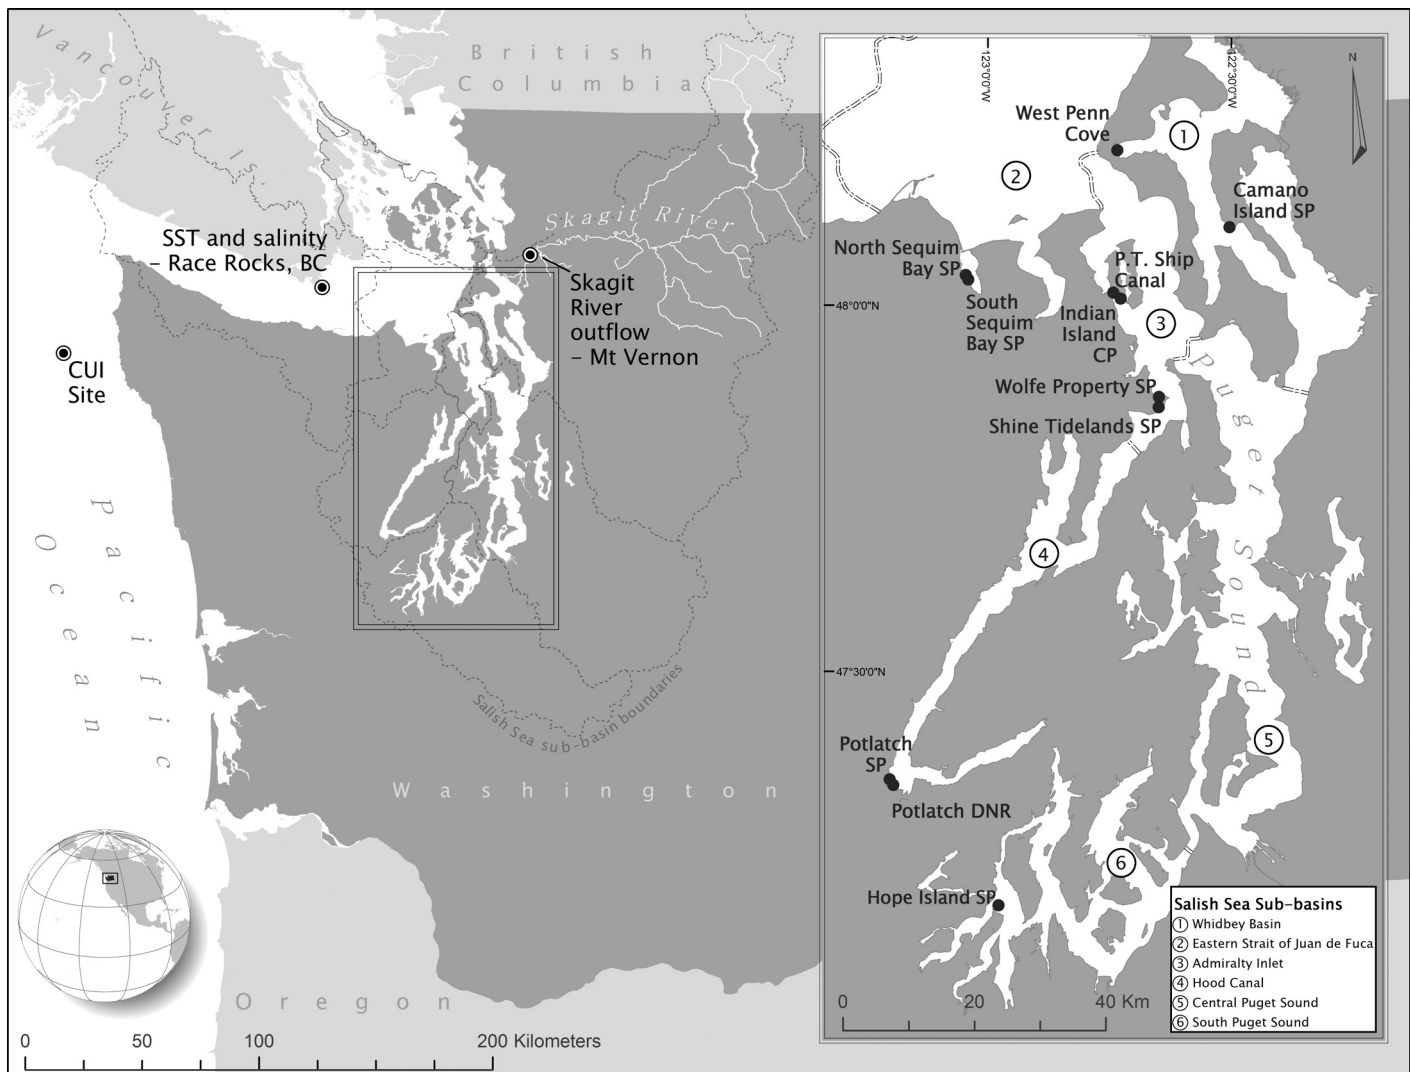 Vancouver Is.
British
Columbia
SST and salinity
– Race Rocks, BC
Skagit River
Skagit
River
outflow
– Mt Vernon
CUI
Site
Pacific
Ocean
Salish Sea sub-basin boundaries
Washington
Oregon
0 50 100 200 Kilometers
123°0'0"W
122°30'0"W
N
West Penn
Cove
1
2
Camano
Island SP
North Sequim
Bay SP
P.T. Ship
Canal
48°0'0"N
South
Sequim
Bay SP
Indian
Island
CP
3
Wolfe Property SP
Shine Tidelands SP
Puget Sound
4
47°30'0"N
5
Potlatch
SP
Potlatch DNR
6
Hope Island SP
0 20 40 Km
Salish Sea Sub-basins
1 Whidbey Basin
2 Eastern Strait of Juan de Fuca
3 Admiralty Inlet
4 Hood Canal
5 Central Puget Sound
6 South Puget Sound